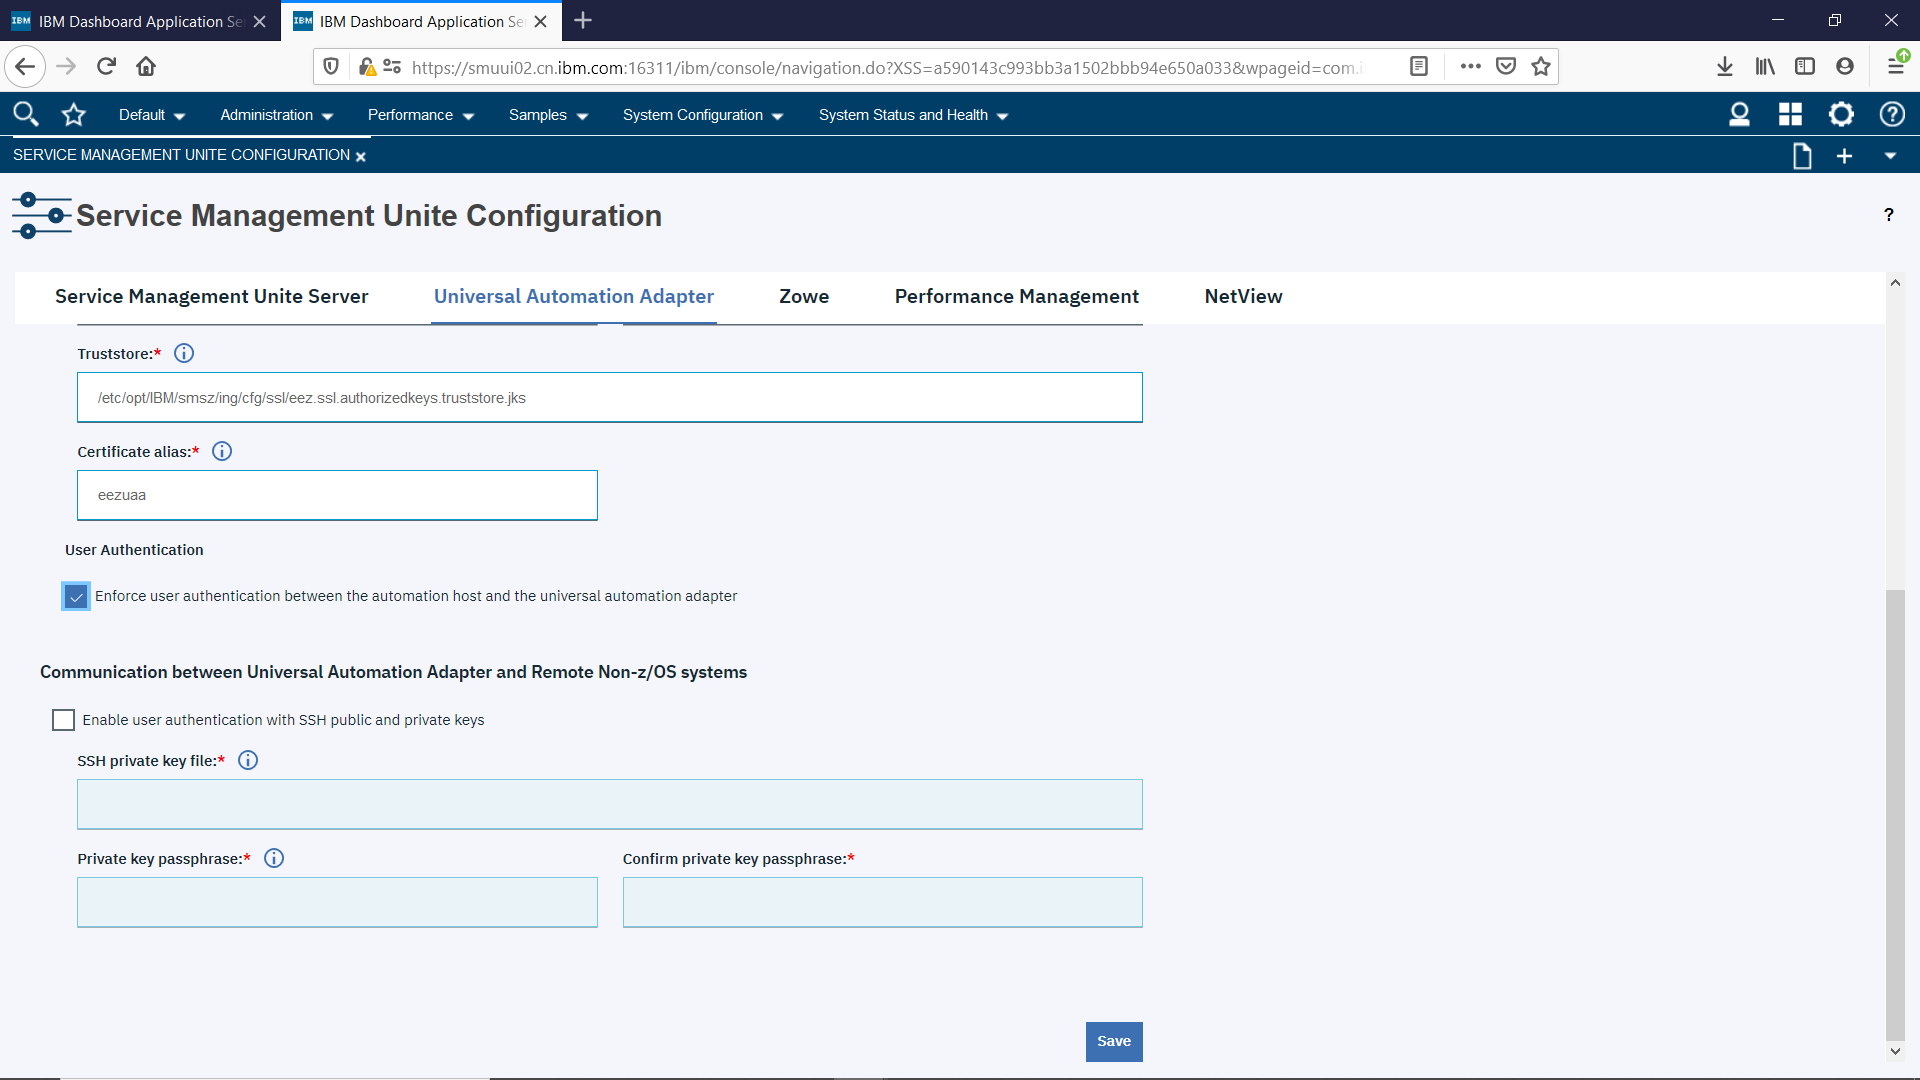 IBM IBM Dashboard Application Se
IBM IBM Dashboard Application Se
https://smuui02.cn.ibm.com:16311/ibm/console/navigation.do?XSS=a590143c993bb3a1502bbb94e650a033&wpageid=com.i
Default Administration Performance Samples System Configuration System Status and Health
SERVICE MANAGEMENT UNITE CONFIGURATION
Service Management Unite Configuration
?
Service Management Unite Server Universal Automation Adapter Zowe Performance Management NetView
Truststore:*
/etc/opt/IBM/smsz/ing/cfg/ssl/eez.ssl.authorizedkeys.truststore.jks
Certificate alias:*
eezuaa
User Authentication
Enforce user authentication between the automation host and the universal automation adapter
Communication between Universal Automation Adapter and Remote Non-z/OS systems
Enable user authentication with SSH public and private keys
SSH private key file:*
Private key passphrase:* Confirm private key passphrase:*
Save